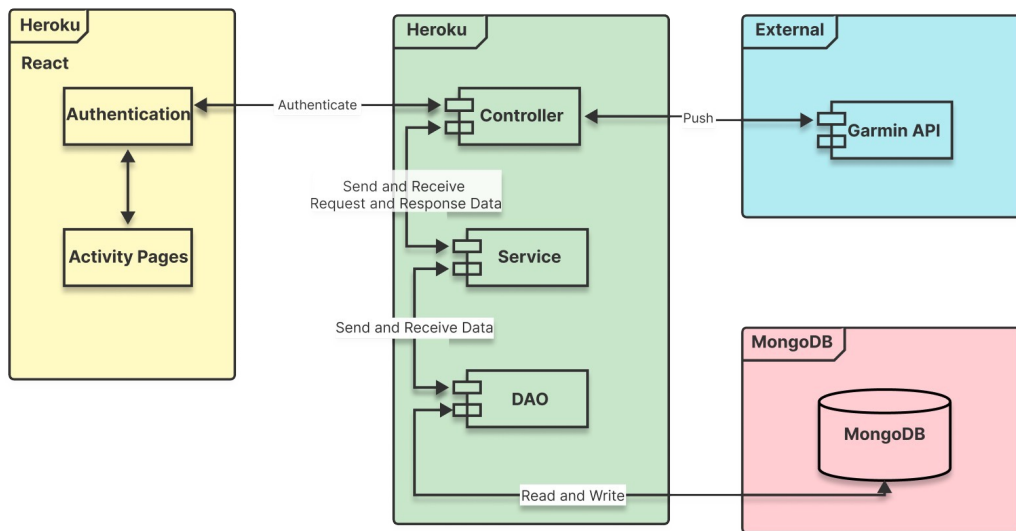 Heroku
React
Authentication
Activity Pages
Authenticate
Heroku
Controller
Send and Receive
Request and Response Data
Service
Send and Receive Data
DAO
Read and Write
Push
External
Garmin API
MongoDB
MongoDB